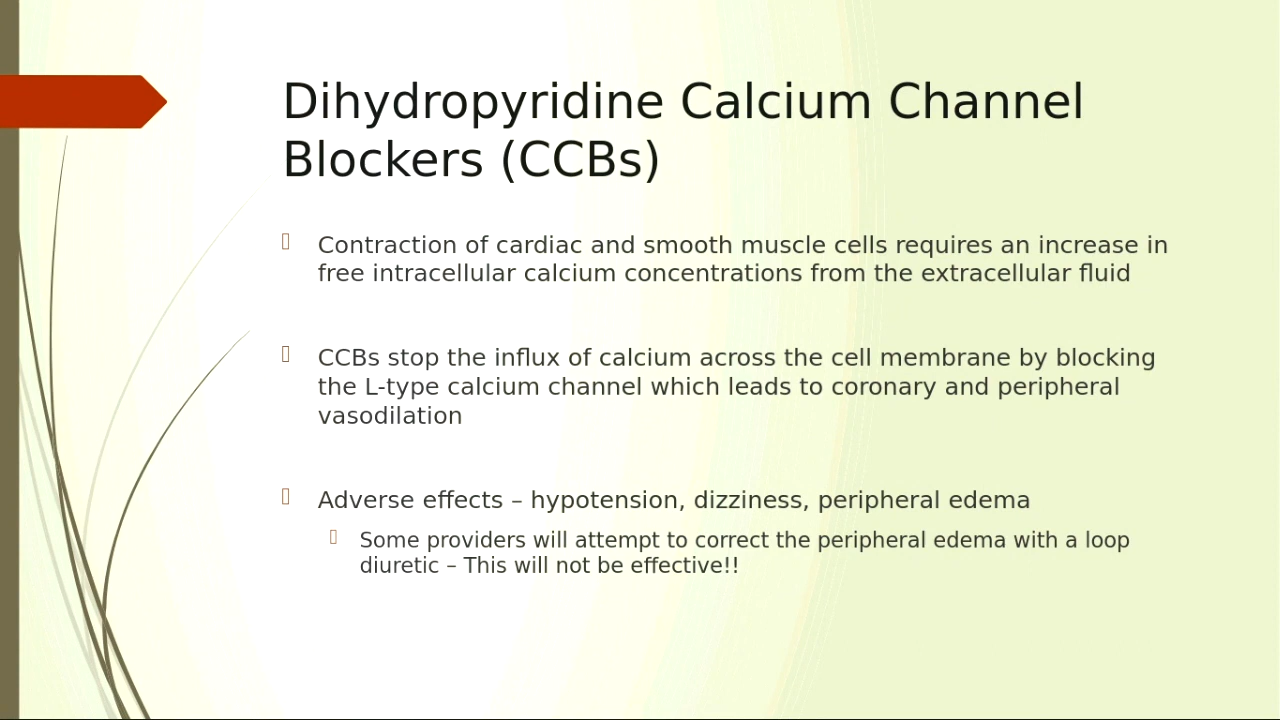 Dihydropyridine Calcium Channel
Blockers (CCBs)
Contraction of cardiac and smooth muscle cells requires an increase in
free intracellular calcium concentrations from the extracellular fluid
CCBs stop the influx of calcium across the cell membrane by blocking
the L-type calcium channel which leads to coronary and peripheral
vasodilation
Adverse effects – hypotension, dizziness, peripheral edema
Some providers will attempt to correct the peripheral edema with a loop
diuretic – This will not be effective!!